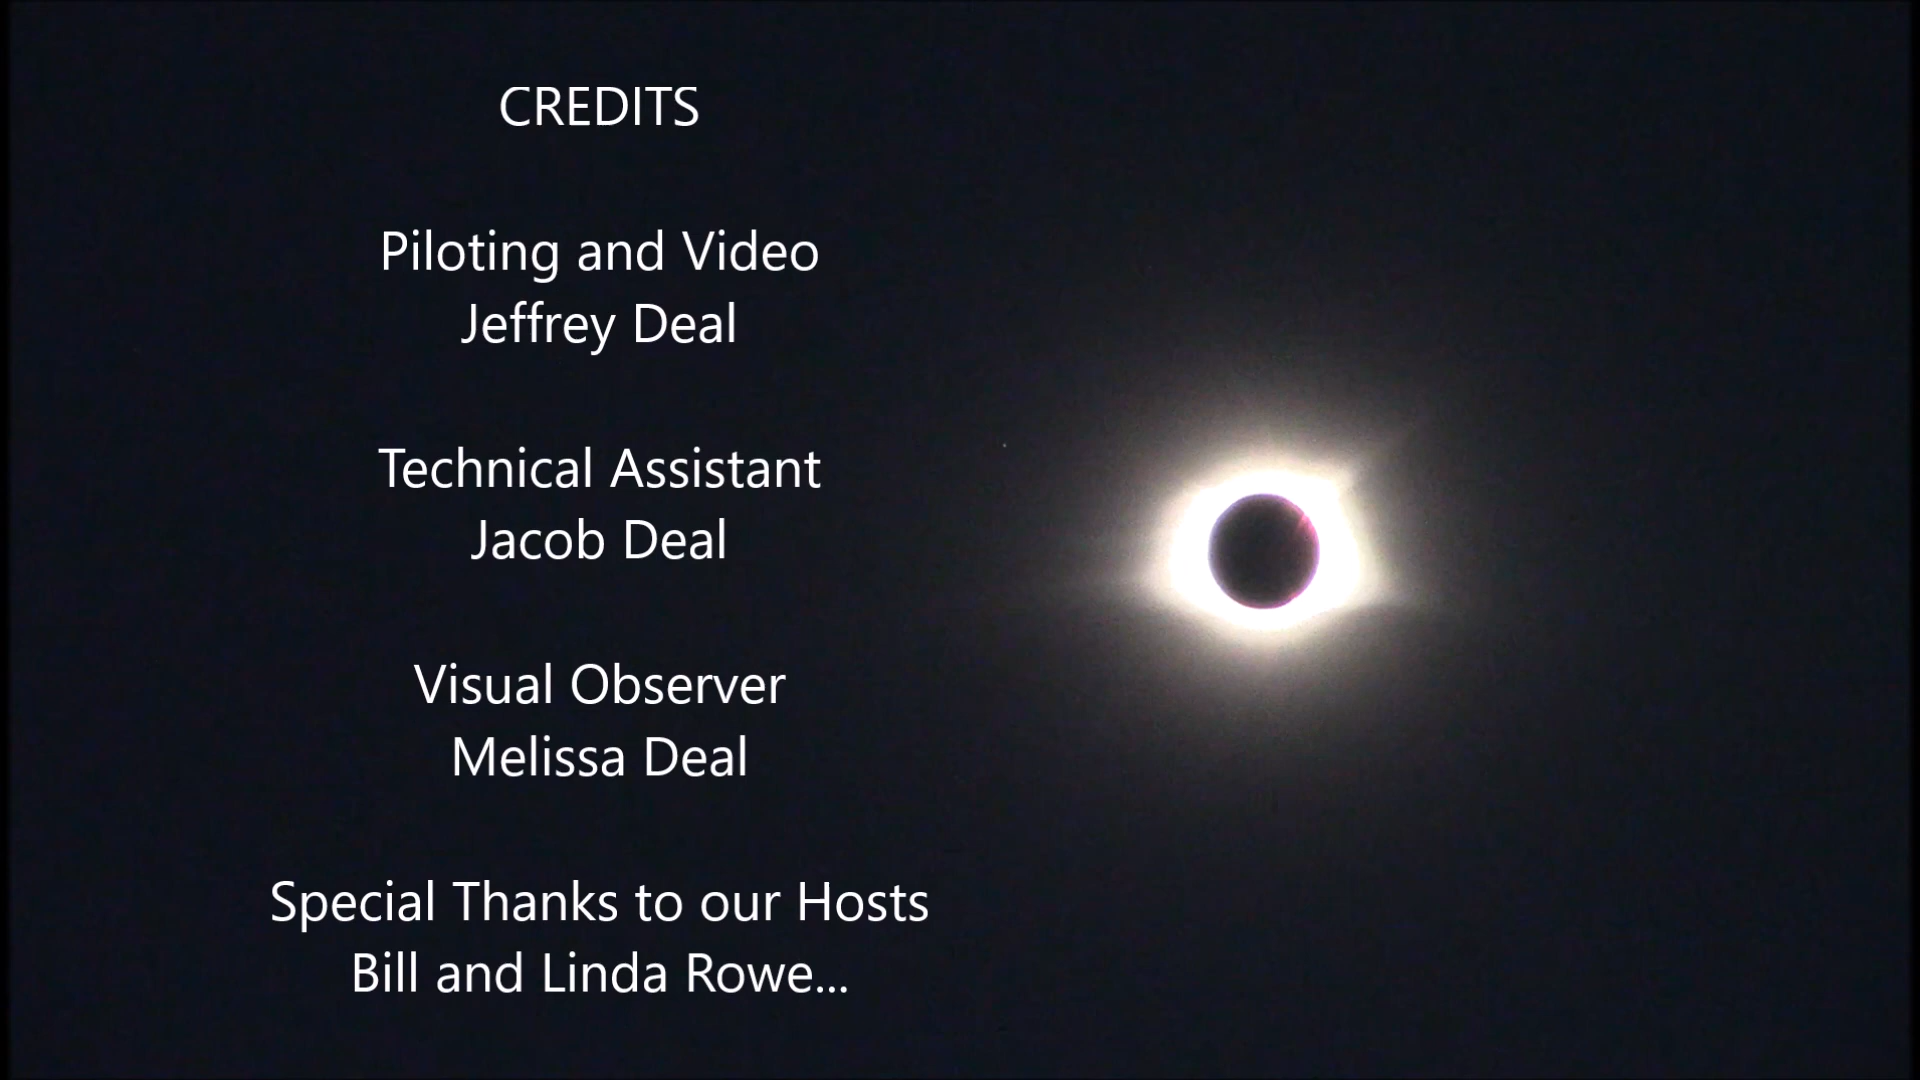 CREDITS
Piloting and Video
Jeffrey Deal
Technical Assistant
Jacob Deal
Visual Observer
Melissa Deal
Special Thanks to our Hosts
Bill and Linda Rowe...